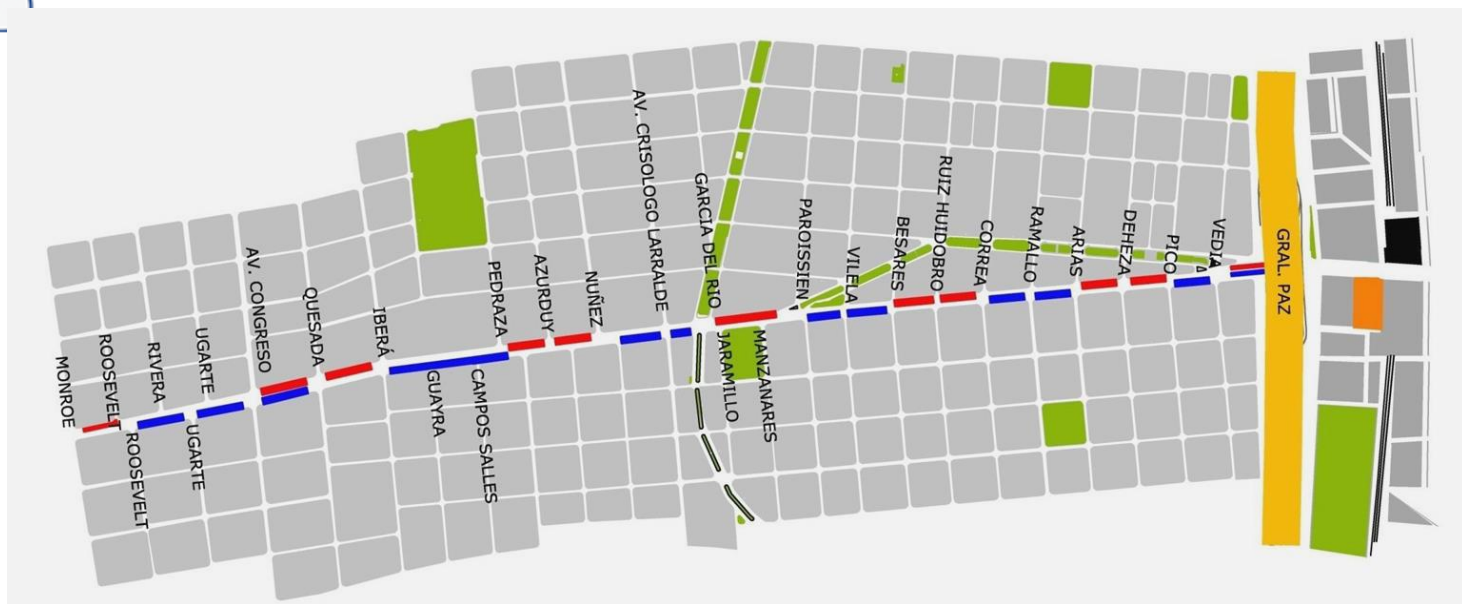 MONROE
ROOSEVELT
ROOSEVELT
RIVERA
UGARTE
UGARTE
AV. CONGRESO
QUESADA
IBERÁ
GUAYRA
CAMPOS SALLES
PEDRAZA
AZURDUY
NUÑEZ
AV. CRISOLOGO LARRALDE
GARCIA DEL RIO
JARAMILLO
MANZANARES
PAROISSIEN
VILELA
BESARES
RUIZ HUIDOBRO
CORREA
RAMALLO
ARIAS
DEHEZA
PICO
VEDIA
GRAL. PAZ